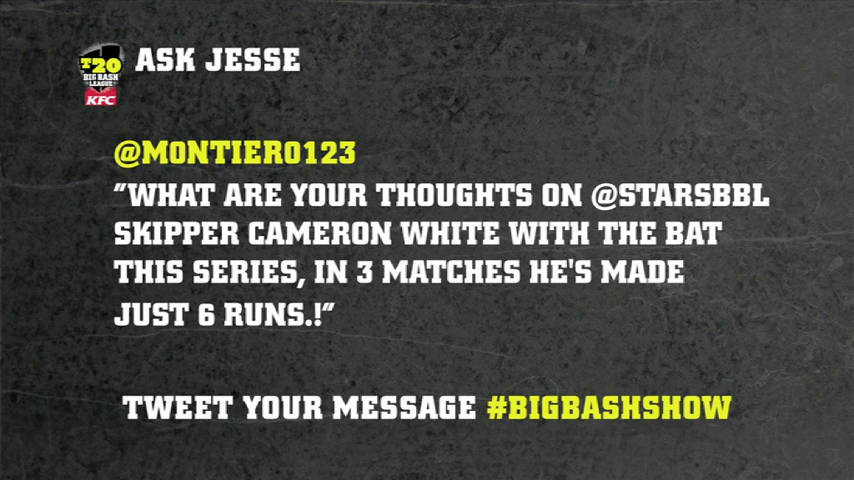 T20
BIG BASH
LEAGUE
KFC
ASK JESSE
@MONTIERO123
"WHAT ARE YOUR THOUGHTS ON @STARSBBL
SKIPPER CAMERON WHITE WITH THE BAT
THIS SERIES, IN 3 MATCHES HE'S MADE
JUST 6 RUNS.!"
TWEET YOUR MESSAGE #BIGBASHSHOW